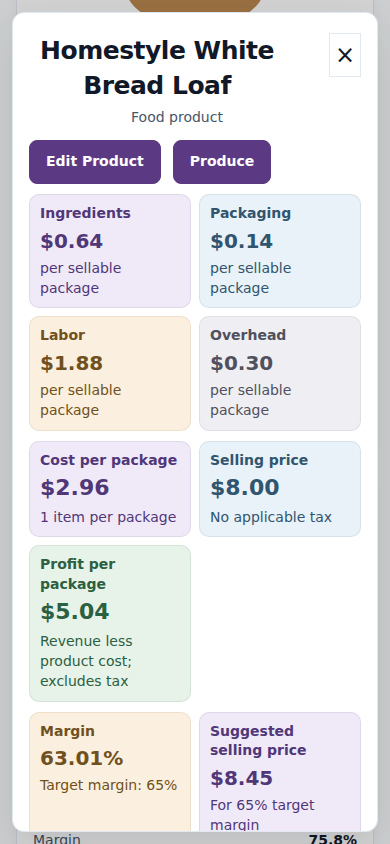 Homestyle White
Bread Loaf
×
Food product
Edit Product
Produce
Ingredients
$0.64
per sellable
package
Packaging
$0.14
per sellable
package
Labor
$1.88
per sellable
package
Overhead
$0.30
per sellable
package
Cost per package
$2.96
1 item per package
Selling price
$8.00
No applicable tax
Profit per
package
$5.04
Revenue less
product cost;
excludes tax
Margin
63.01%
Target margin: 65%
Suggested
selling price
$8.45
For 65% target
margin
Margin
75.8%